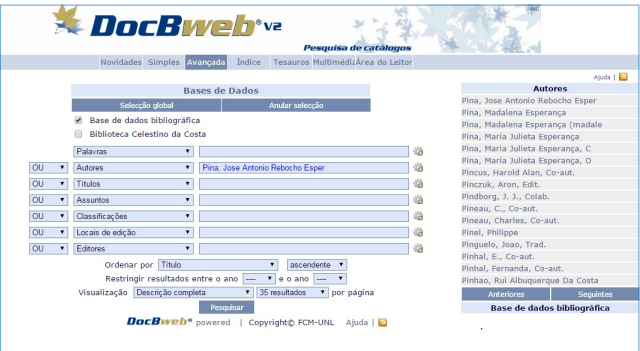 DocBweb® V2
Pesquisa de catálogos
Novidades Simples Avançada Índice Tesauros Multimédia Área do Leitor
Ajuda |
Bases de Dados
Selecção global Anular selecção
Base de dados bibliográfica
Biblioteca Celestino da Costa
Palavras
OU Autores Pina, Jose Antonio Rebocho Esper
OU Títulos
OU Assuntos
OU Classificações
OU Locais de edição
OU Editores
Ordenar por Título ascendente
Restringir resultados entre o ano ---- e o ano ----
Visualização Descrição completa 35 resultados por página
Pesquisar
DocBweb® powered | Copyright© FCM-UNL Ajuda |
Autores
Pina, Jose Antonio Rebocho Esper
Pina, Madalena Esperança
Pina, Madalena Esperança (madale
Pina, Maria Julieta Esperança
Pina, Maria Julieta Esperança, C
Pina, Maria Julieta Esperança, O
Pincus, Harold Alan, Co-aut.
Pinczuk, Aron, Edit.
Pindborg, J. J., Colab.
Pineau, C., Co-aut.
Pineau, Charles, Co-aut.
Pinel, Philippe
Pinguelo, Joao, Trad.
Pinhal, E., Co-aut.
Pinhal, Fernanda, Co-aut.
Pinhao, Rui Albuquerque Da Costa
Anteriores Seguintes
Base de dados bibliográfica